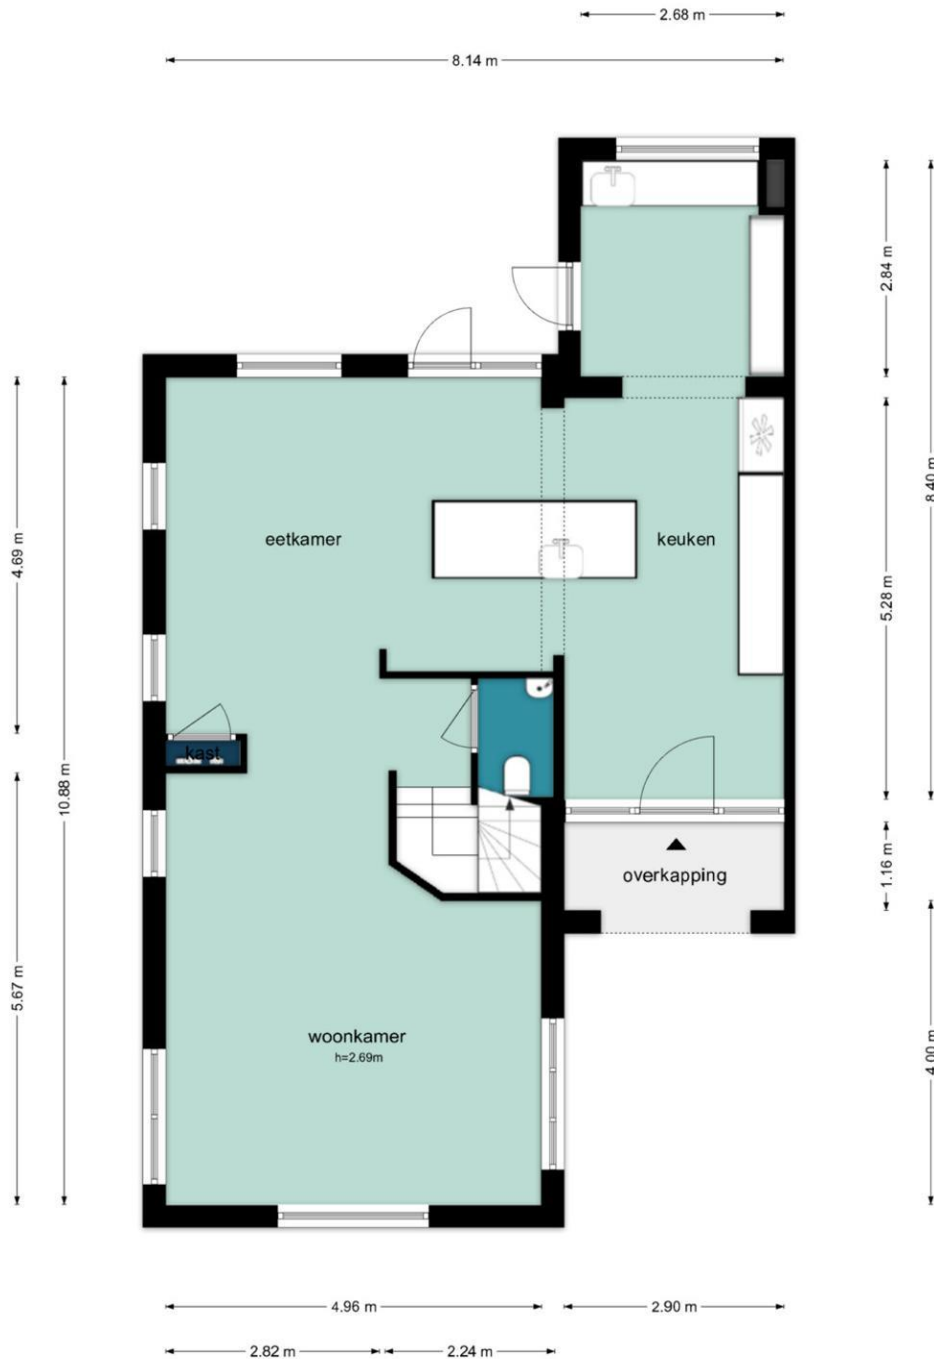 2.68 m
8.14 m
2.84 m
8.40 m
4.69 m
eetkamer
keuken
5.28 m
kast
10.88 m
1.16 m
overkapping
5.67 m
woonkamer
h=2.69m
4.00 m
4.96 m
2.90 m
2.82 m
2.24 m